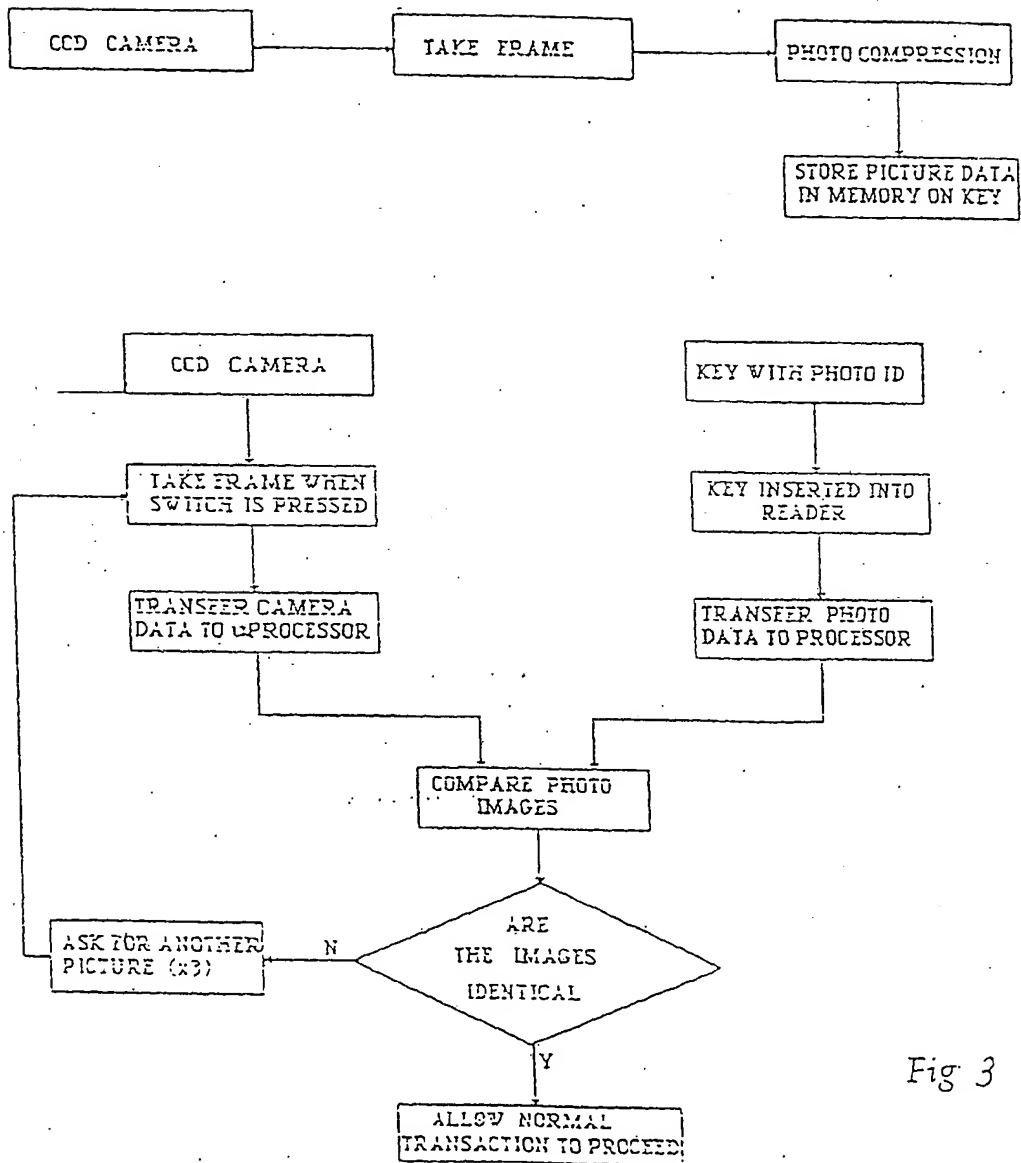 CCD CAMERA
TAKE FRAME
PHOTO COMPRESSION
STORE PICTURE DATA
IN MEMORY ON KEY
CCD CAMERA
TAKE FRAME WHEN
SWITCH IS PRESSED
TRANSFER CAMERA
DATA TO uPROCESSOR
KEY WITH PHOTO ID
KEY INSERTED INTO
READER
TRANSFER PHOTO
DATA TO PROCESSOR
COMPARE PHOTO
IMAGES
ARE
THE IMAGES
IDENTICAL
N
ASK FOR ANOTHER
PICTURE (x3)
Y
ALLOW NORMAL
TRANSACTION TO PROCEED
Fig 3